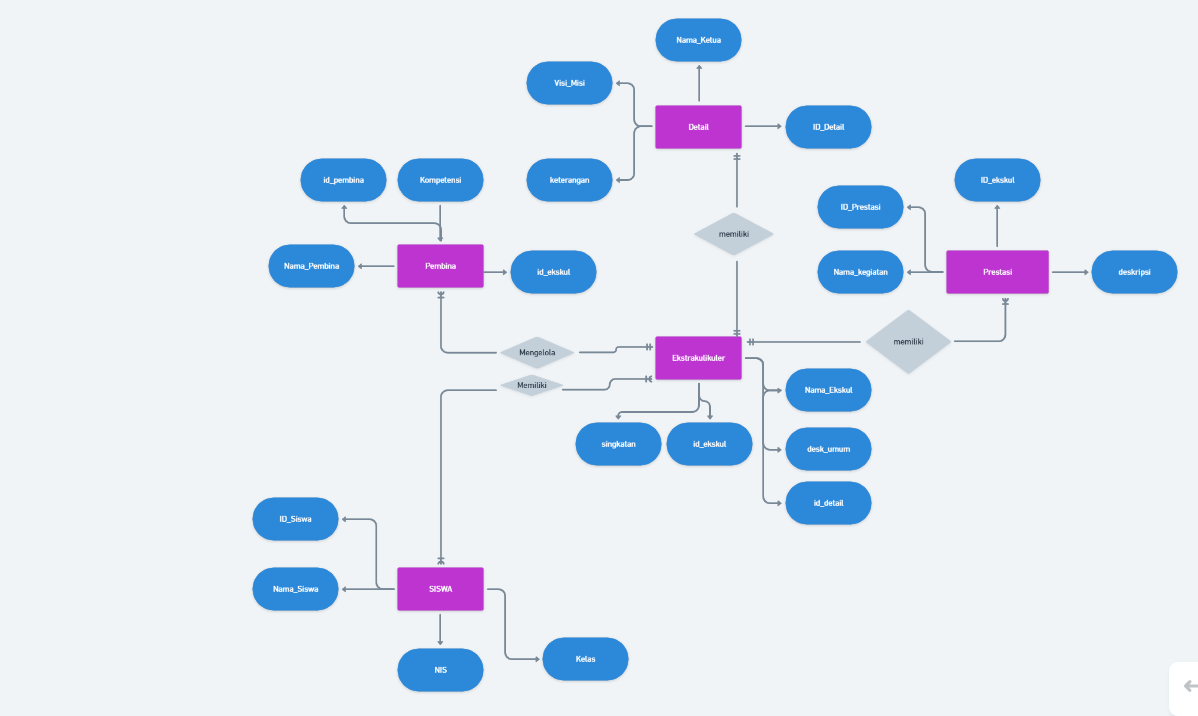 Nama_Ketua
Visi_Misi
Detail
ID_Detail
keterangan
id_pembina
Kompetensi
ID_ekskul
ID_Prestasi
memiliki
Nama_Pembina
Pembina
id_ekskul
Nama_kegiatan
Prestasi
deskripsi
Mengelola
Ekstrakulikuler
memiliki
Memiliki
Nama_Ekskul
singkatan
id_ekskul
desk_umum
id_detail
ID_Siswa
Nama_Siswa
SISWA
NIS
Kelas